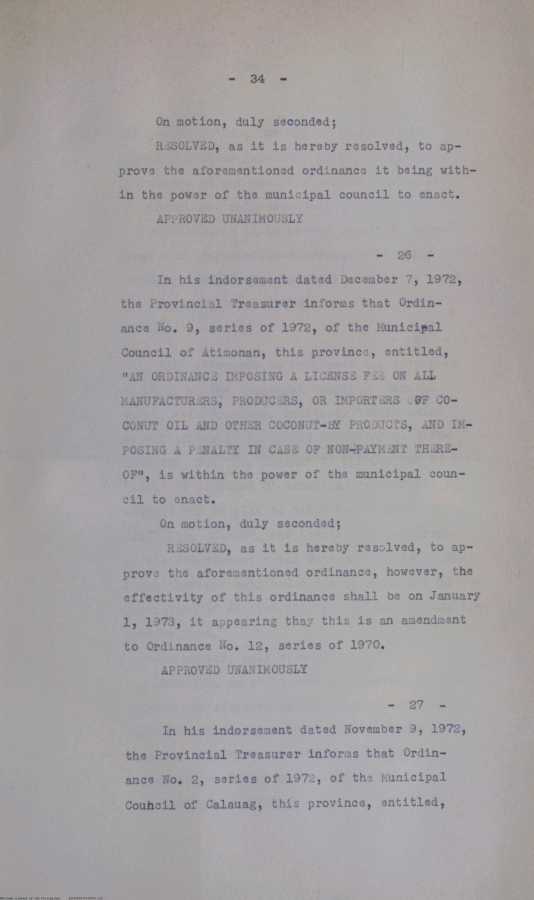 - 34 -
On motion, duly seconded;
RESOLVED, as it is hereby resolved, to ap-
prove the aforementioned ordinance it being with-
in the power of the municipal council to enact.
APPROVED UNANIMOUSLY
- 26 -
In his indorsement dated December 7, 1972,
the Provincial Treasurer informs that Ordin-
ance No. 9, series of 1972, of the Municipal
Council of Atimonan, this province, entitled,
"AN ORDINANCE IMPOSING A LICENSE FEE ON ALL
MANUFACTURERS, PRODUCERS, OR IMPORTERS OF CO-
CONUT OIL AND OTHER COCONUT-BY PRODUCTS, AND IM-
POSING A PENALTY IN CASE OF NON-PAYMENT THERE-
OF", is within the power of the municipal coun-
cil to enact.
On motion, duly seconded;
RESOLVED, as it is hereby resolved, to ap-
prove the aforementioned ordinance, however, the
effectivity of this ordinance shall be on January
1, 1973, it appearing thay this is an amendment
to Ordinance No. 12, series of 1970.
APPROVED UNANIMOUSLY
- 27 -
In his indorsement dated November 9, 1972,
the Provincial Treasurer informs that Ordin-
ance No. 2, series of 1972, of the Municipal
Council of Calauag, this province, entitled,